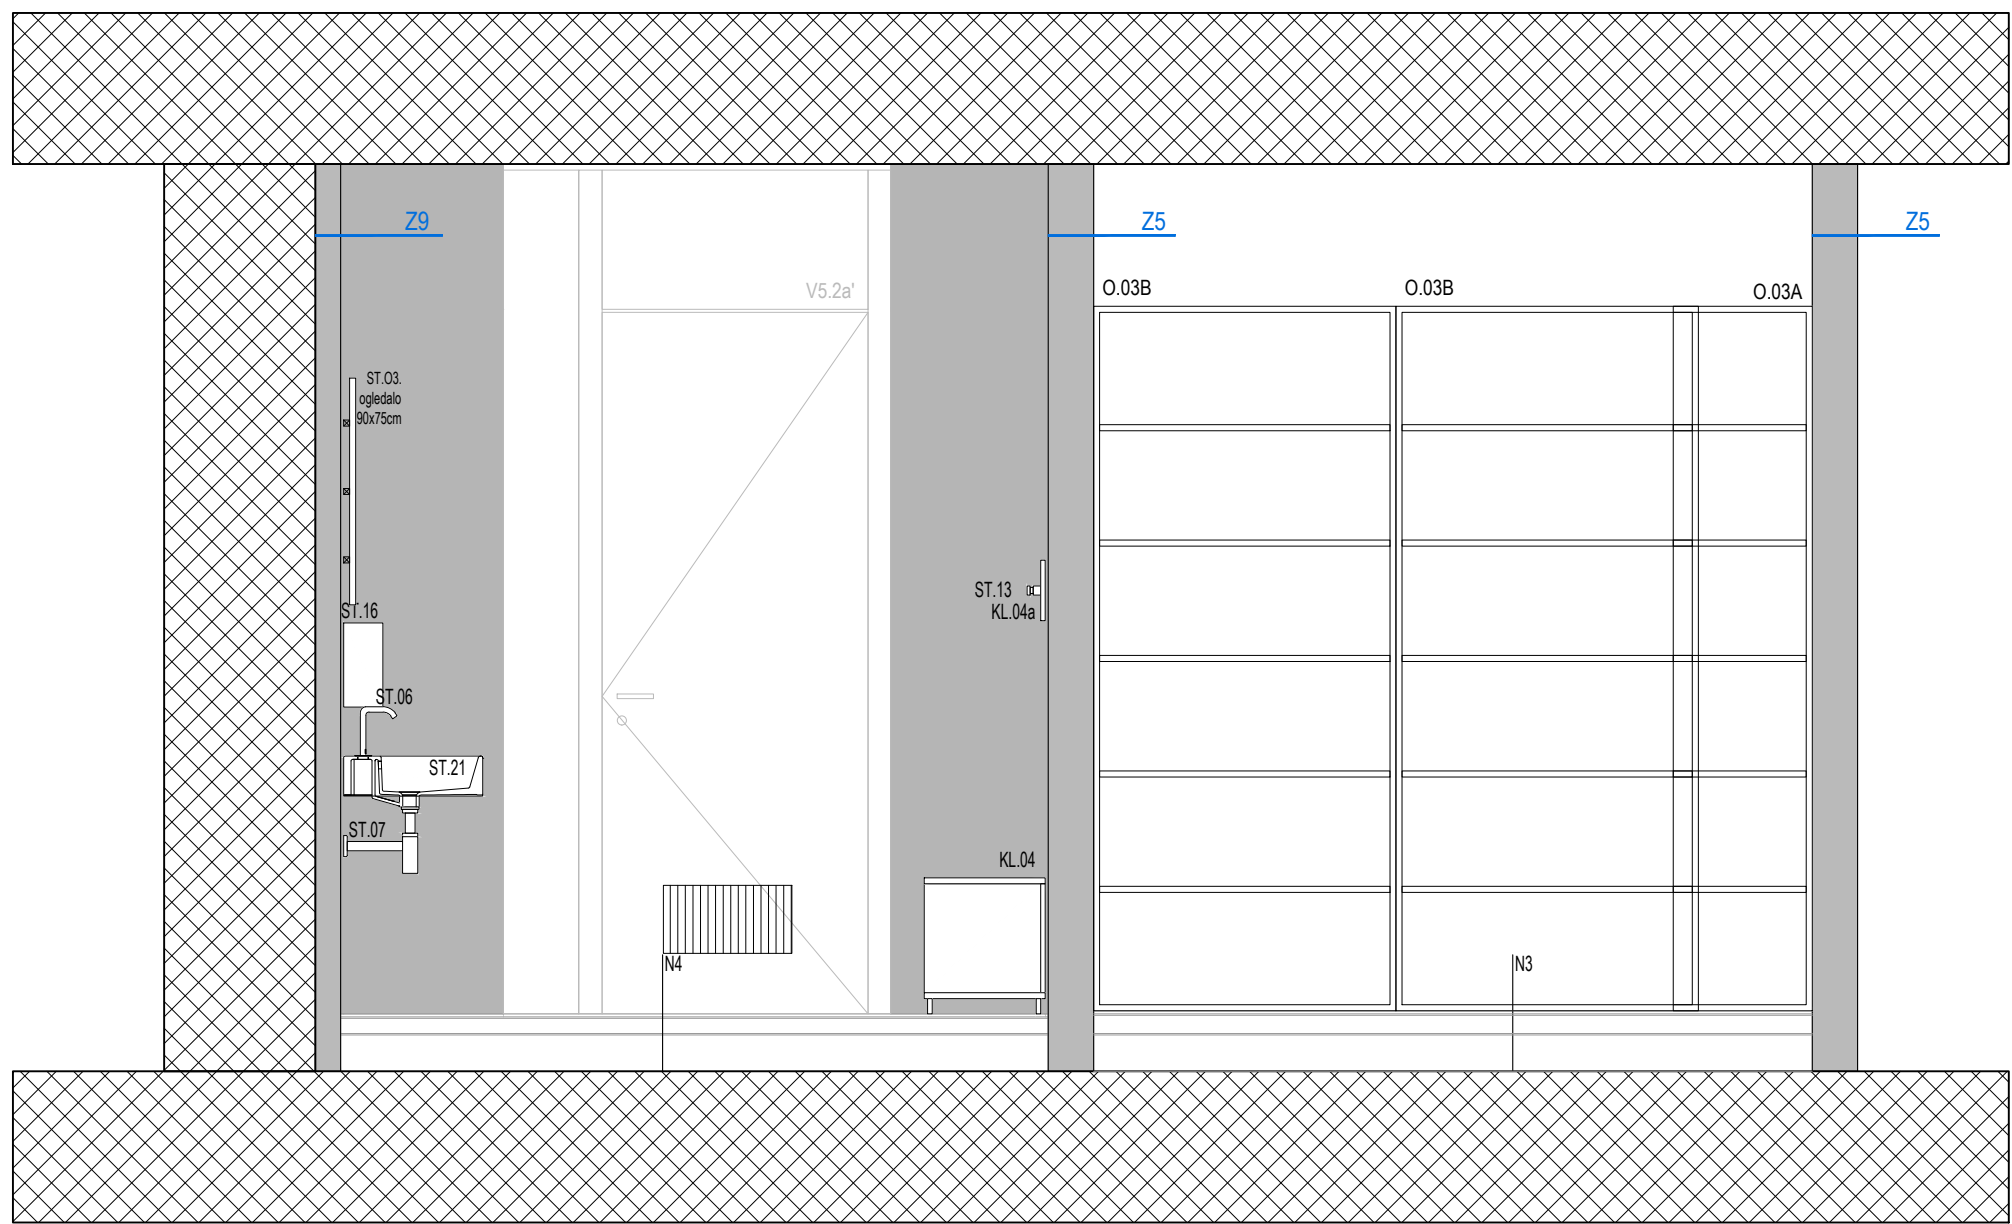 Z9
Z5
Z5
V5.2a'
O.03B
O.03B
O.03A
ST.O3.
ogledalo
90x75cm
ST.13
KL.04a
ST.16
ST.06
ST.21
ST.07
KL.04
N4
N3